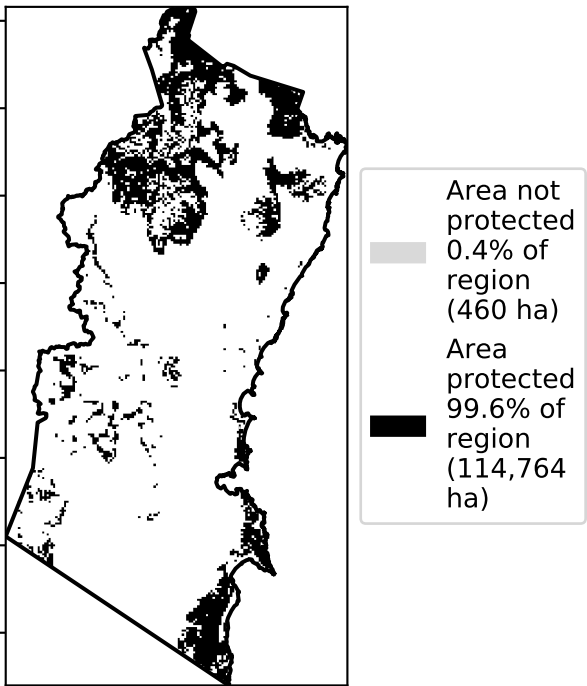 Area not
protected
0.4% of
region
(460 ha)
Area
protected
99.6% of
region
(114,764
ha)